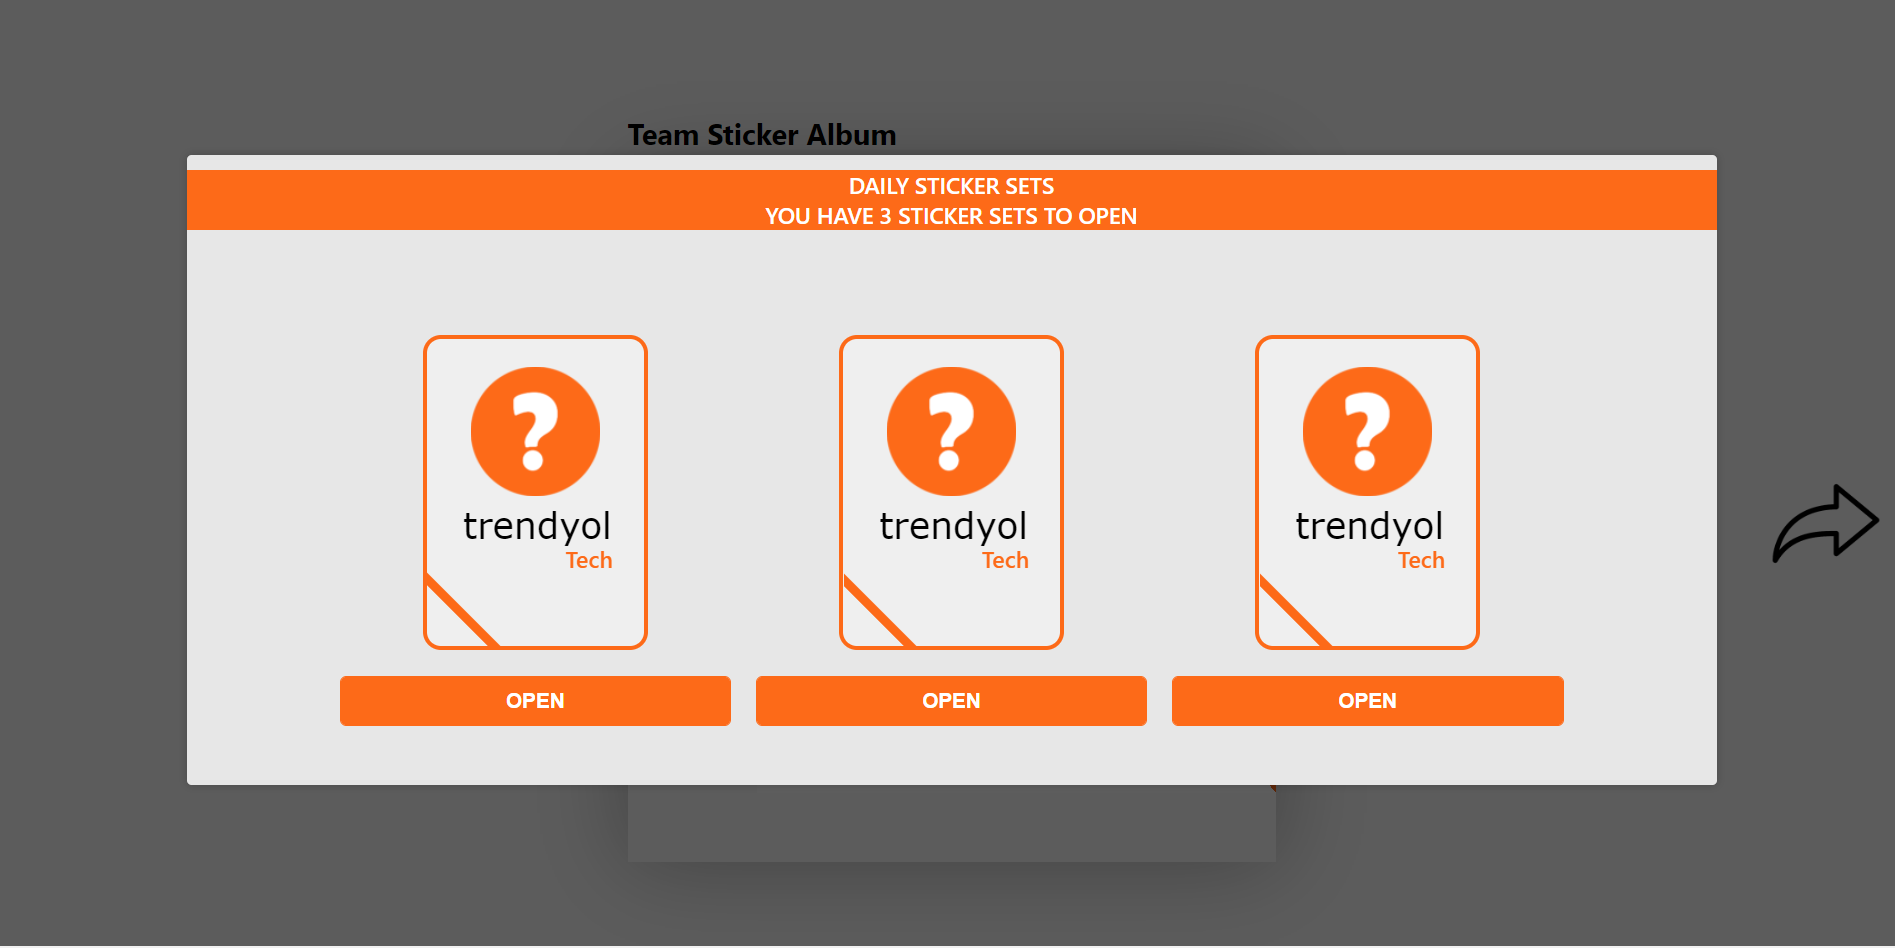 Team Sticker Album
DAILY STICKER SETS
YOU HAVE 3 STICKER SETS TO OPEN
?
trendyol
Tech
OPEN
?
trendyol
Tech
OPEN
?
trendyol
Tech
OPEN